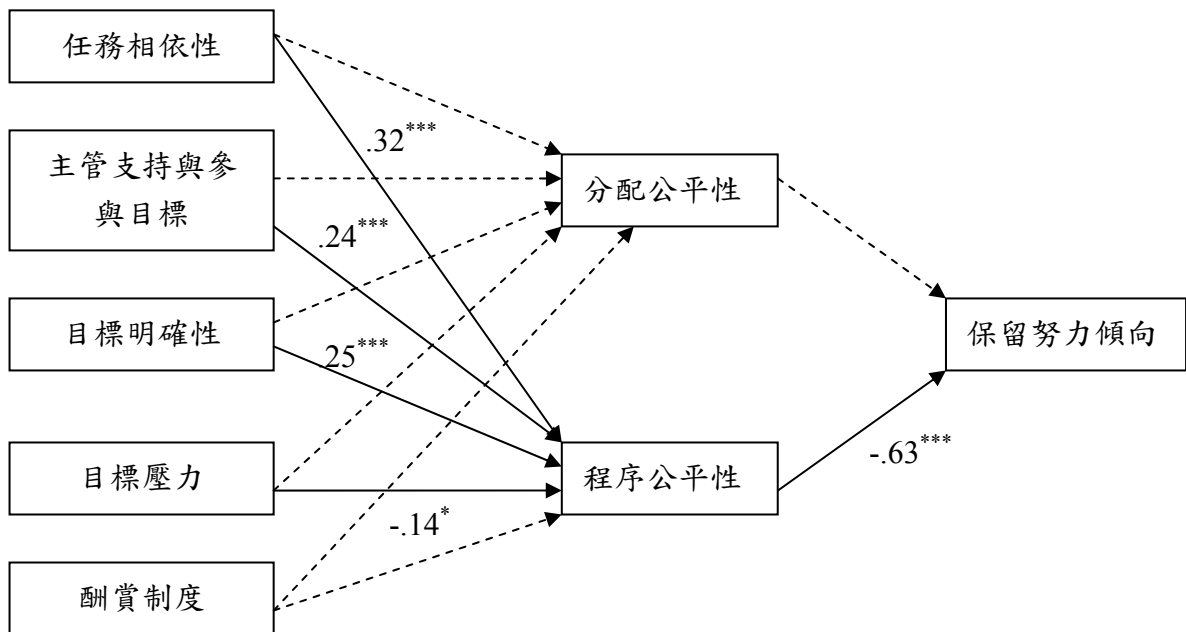 任務相依性
.32***
主管支持與參
與目標
分配公平性
.24***
目標明確性
保留努力傾向
.25***
目標壓力
程序公平性
-.63***
-.14*
酬賞制度